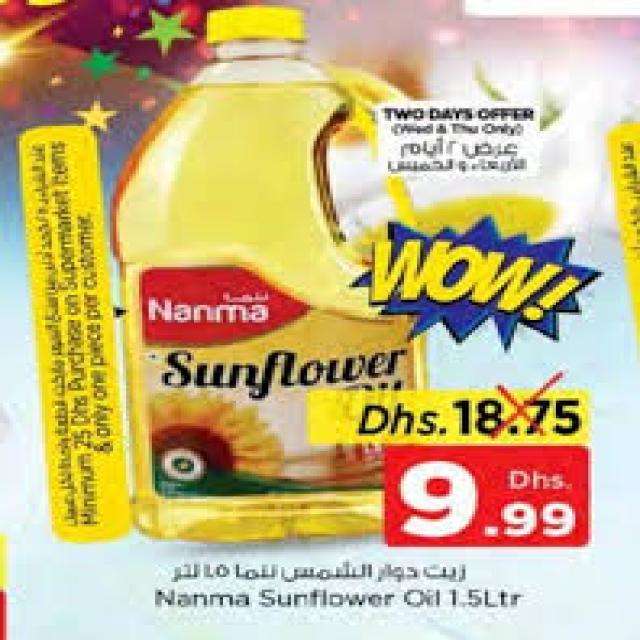 TWO DAYS OFFER
(Wed & Thu Only)
عرض ٢ أيام
الأربعاء و الخميس
WOW!
ننما
Nanma
Sunflower
Oil
Dhs. 18.75
Dhs.
9.99
زيت دوار الشمس ننما ١.٥ لتر
Nanma Sunflower Oil 1.5Ltr
Minimum 25 Dhs Purchase on Supermarket Items
& only one piece per customer